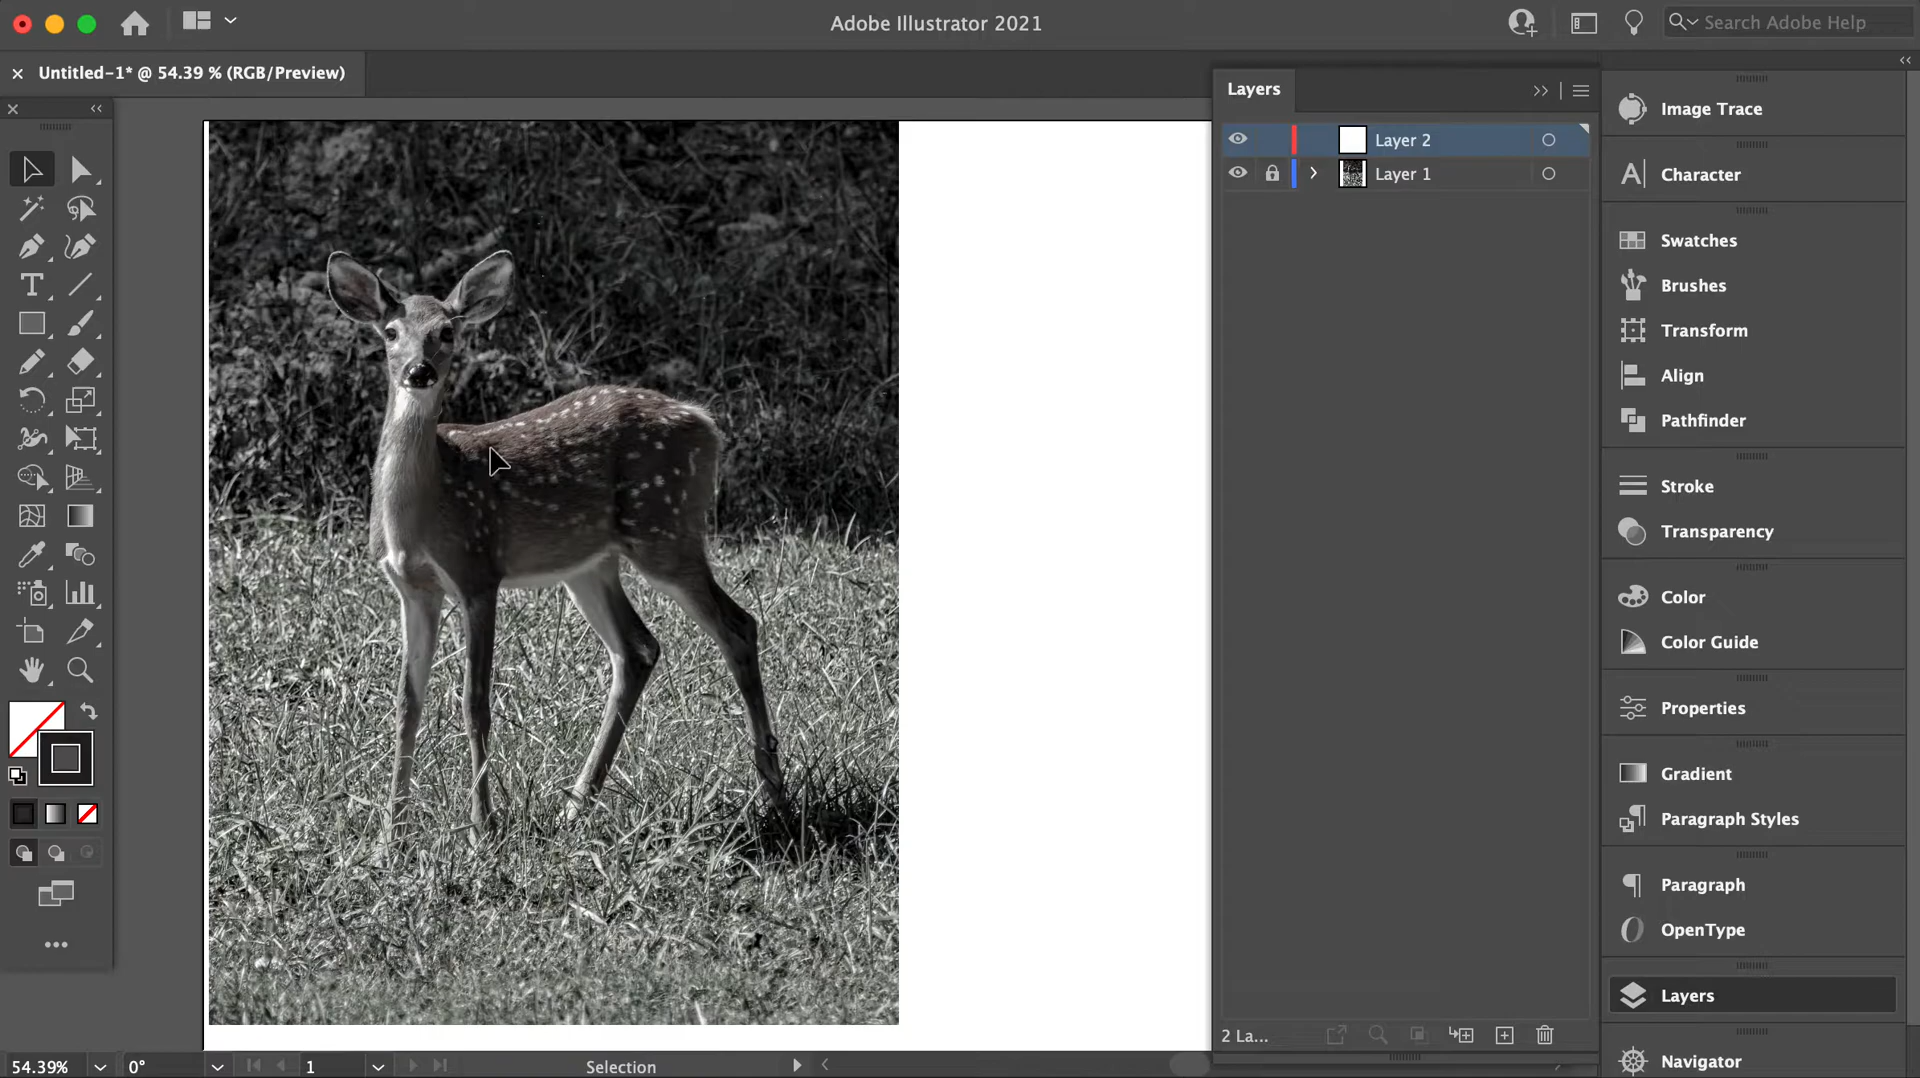 Adobe Illustrator 2021
Search Adobe Help
Untitled-1* @ 54.39 % (RGB/Preview)
Layers
Layer 2
Layer 1
Image Trace
Character
Swatches
Brushes
Transform
Align
Pathfinder
Stroke
Transparency
Color
Color Guide
Properties
Gradient
Paragraph Styles
Paragraph
OpenType
Layers
Navigator
2 La...
54.39%
0°
1
Selection